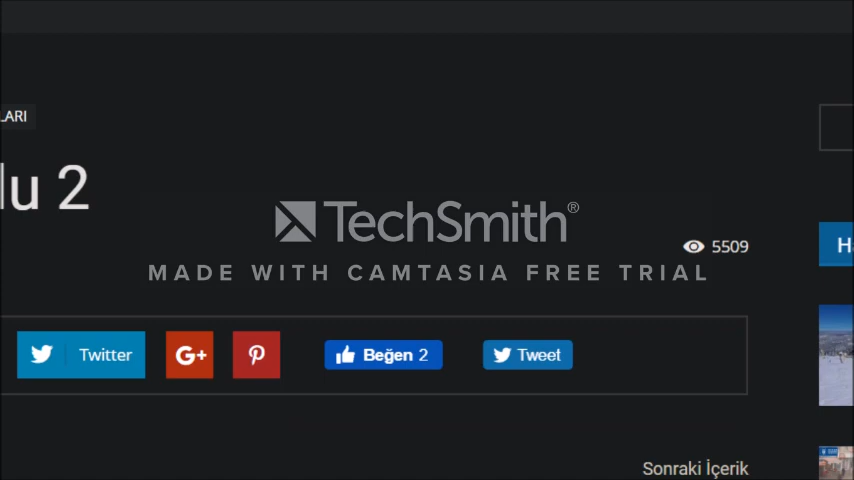 LARI
lu 2
TechSmith®
5509
MADE WITH CAMTASIA FREE TRIAL
H
Twitter
G+
Beğen 2
Tweet
Sonraki İçerik